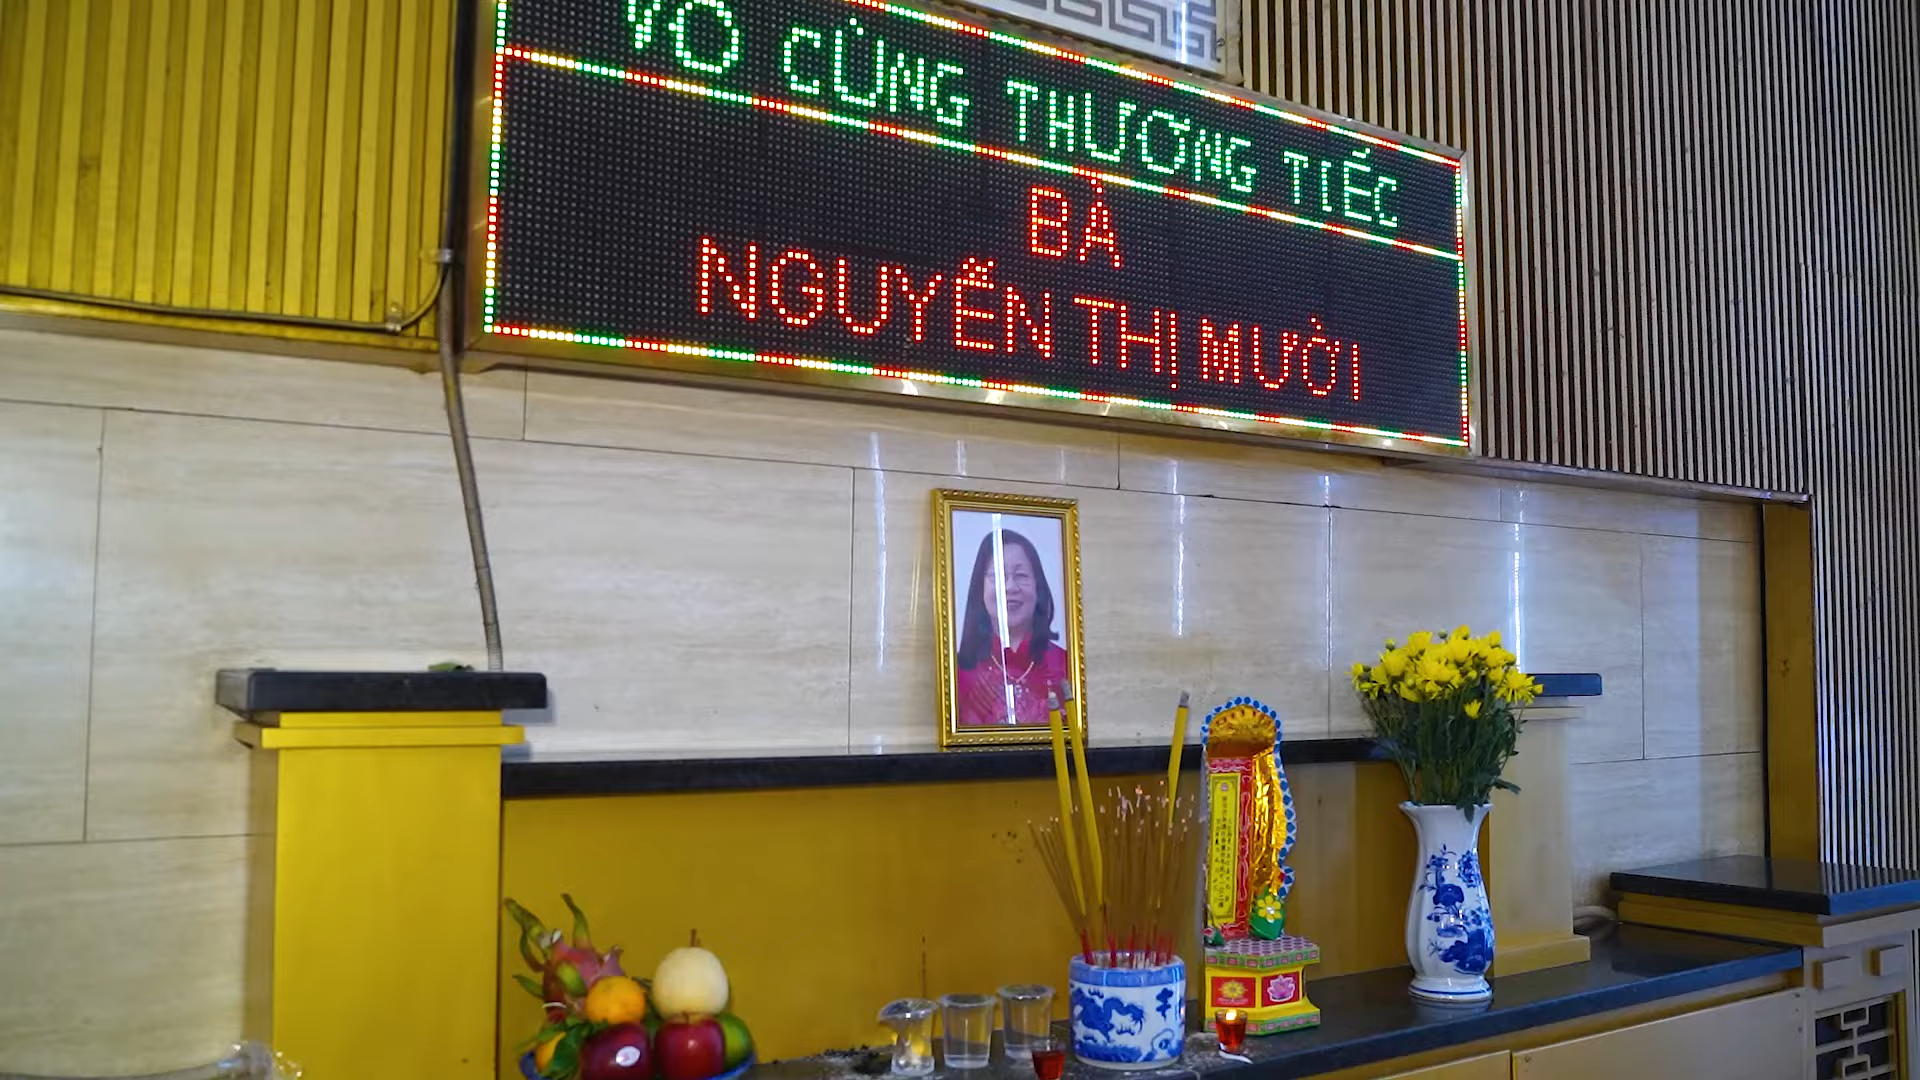 VÔ CÙNG THƯƠNG TIẾC
BÀ
NGUYỄN THỊ MƯỜI